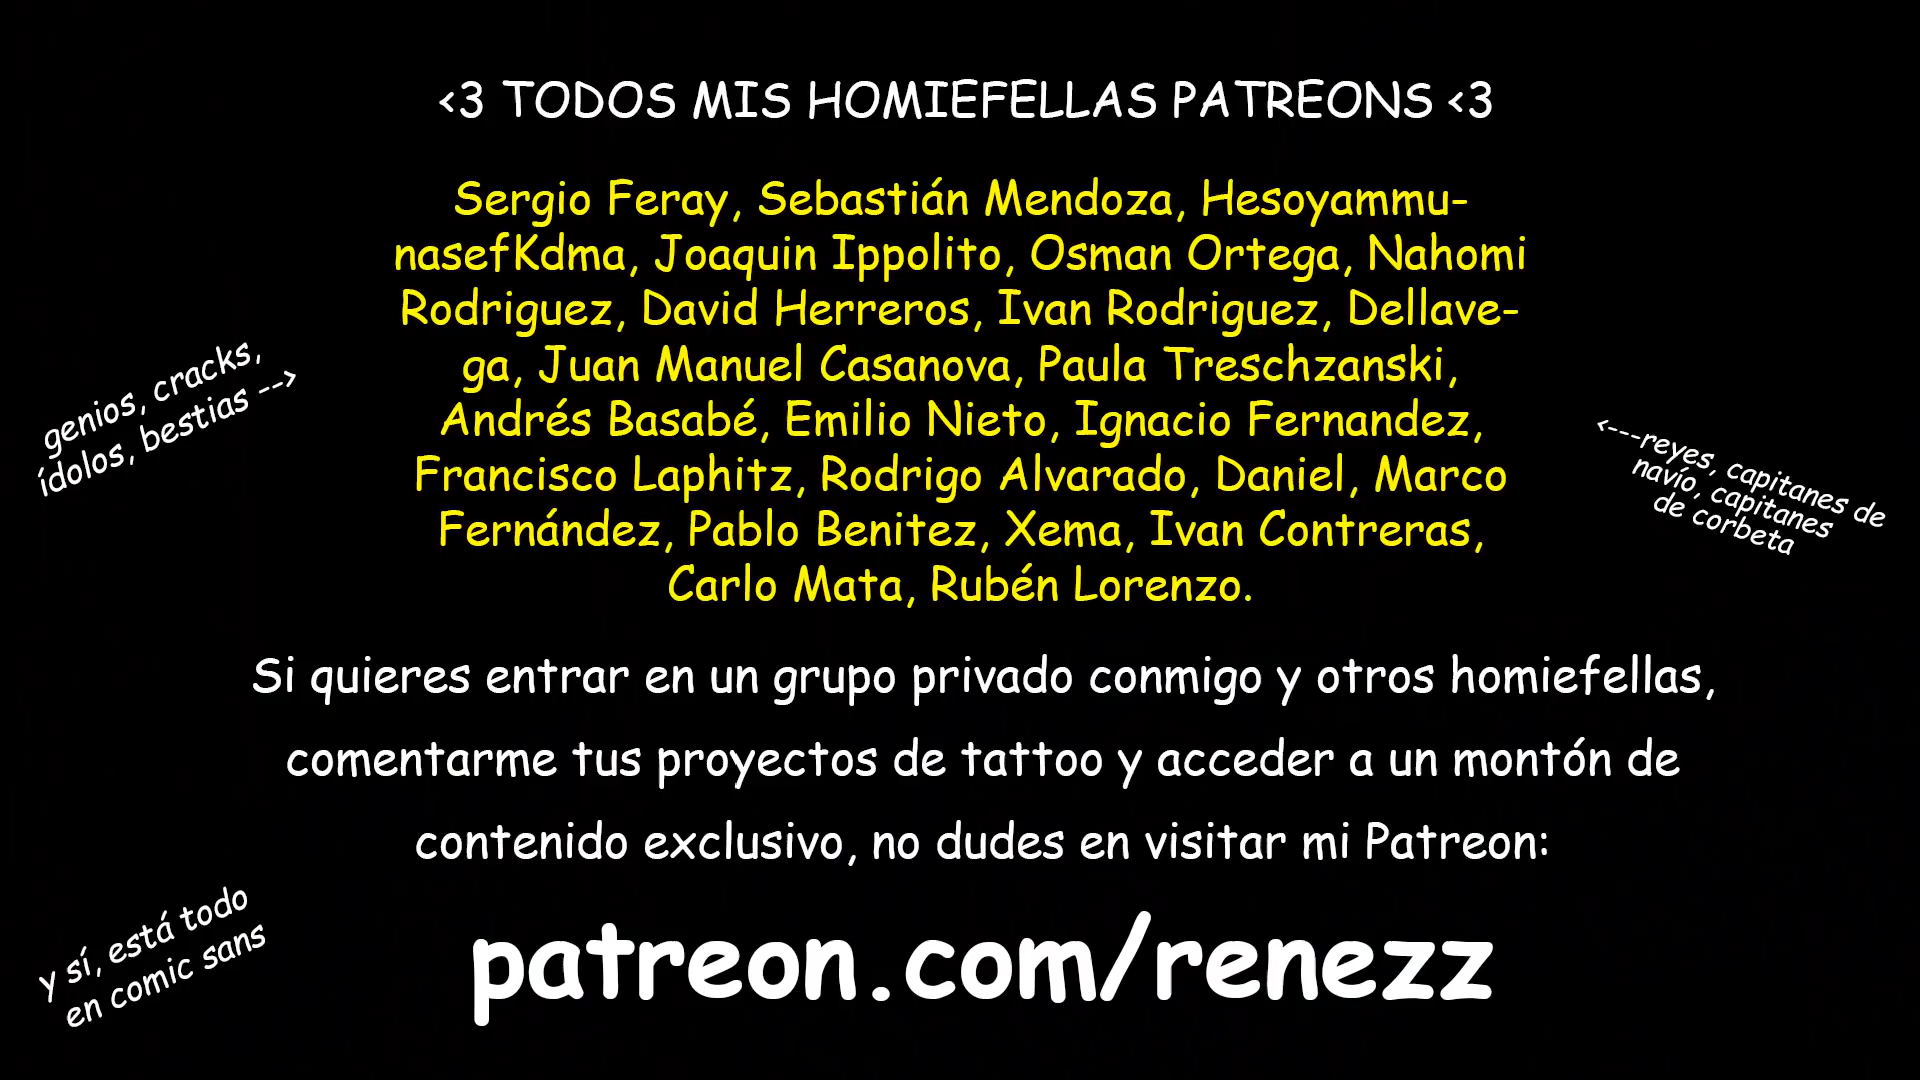 <3 TODOS MIS HOMIEFELLAS PATREONS <3
Sergio Feray, Sebastián Mendoza, Hesoyammu-
nasefKdma, Joaquin Ippolito, Osman Ortega, Nahomi
Rodriguez, David Herreros, Ivan Rodriguez, Dellave-
ga, Juan Manuel Casanova, Paula Treschzanski,
Andrés Basabé, Emilio Nieto, Ignacio Fernandez,
Francisco Laphitz, Rodrigo Alvarado, Daniel, Marco
Fernández, Pablo Benitez, Xema, Ivan Contreras,
Carlo Mata, Rubén Lorenzo.
genios, cracks,
ídolos, bestias -->
<---reyes, capitanes de
navío, capitanes
de corbeta
Si quieres entrar en un grupo privado conmigo y otros homiefellas,
comentarme tus proyectos de tattoo y acceder a un montón de
contenido exclusivo, no dudes en visitar mi Patreon:
y sí, está todo
en comic sans
patreon.com/renezz